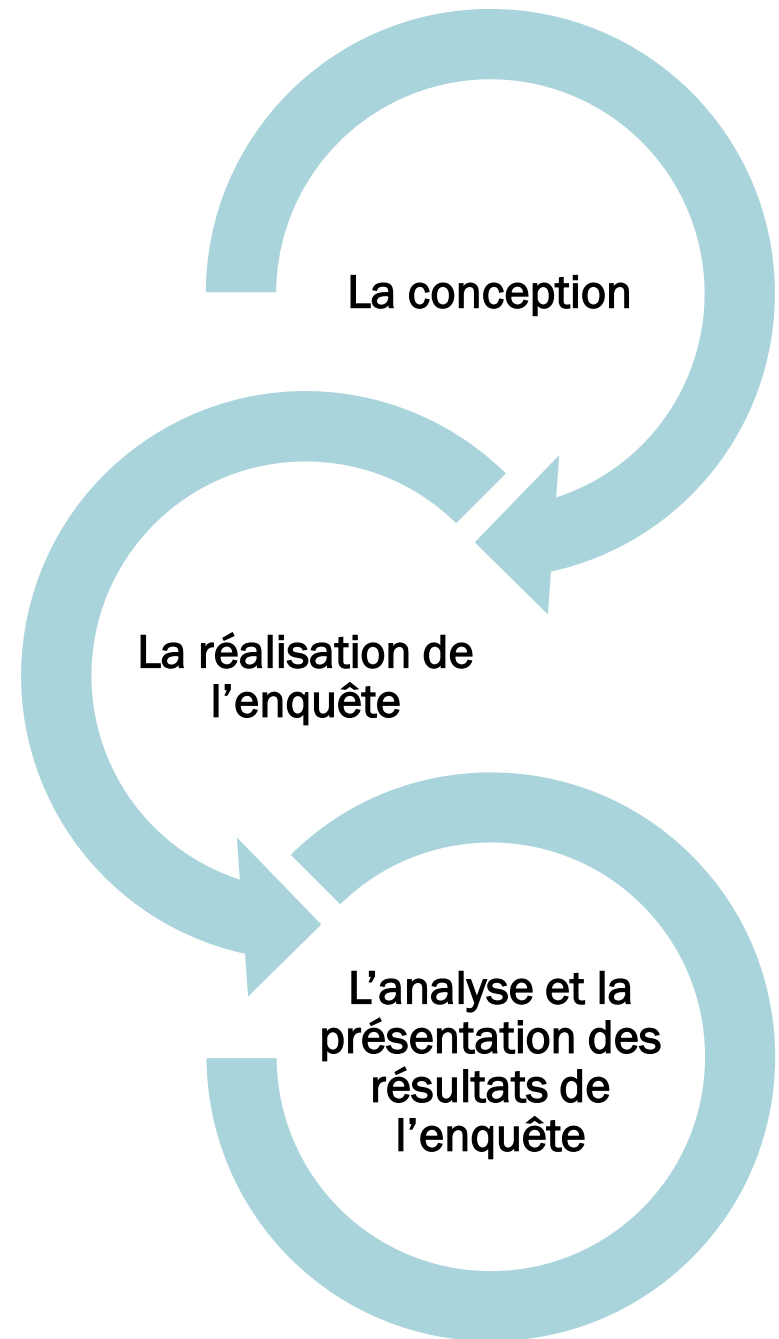 La conception
La réalisation de
l’enquête
L’analyse et la
présentation des
résultats de
l’enquête